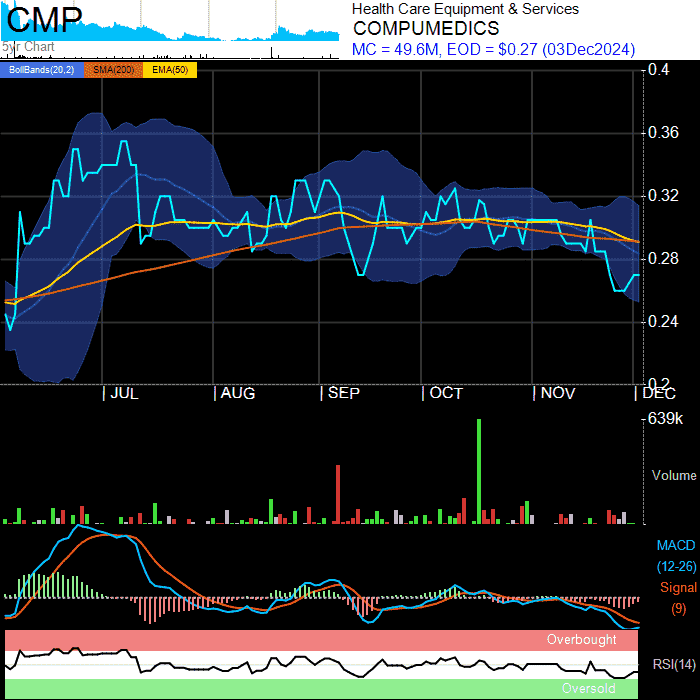 CMP
5yr Chart
Health Care Equipment & Services
COMPUMEDICS
MC = 49.6M, EOD = $0.27 (03Dec2024)
BollBands(20,2) SMA(200) EMA(50)
0.4
0.36
0.32
0.28
0.24
0.2
JUL AUG SEP OCT NOV DEC
639k
Volume
MACD
(12-26)
Signal
(9)
Overbought
RSI(14)
Oversold